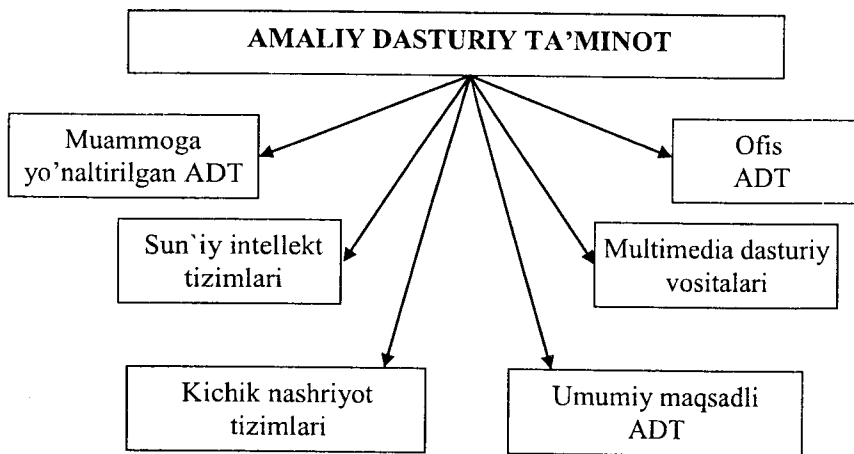 AMALIY DASTURIY TA’MINOT
Muammoga
yo’naltirilgan ADT
Ofis
ADT
Sun`iy intellekt
tizimlari
Multimedia dasturiy
vositalari
Kichik nashriyot
tizimlari
Umumiy maqsadli
ADT